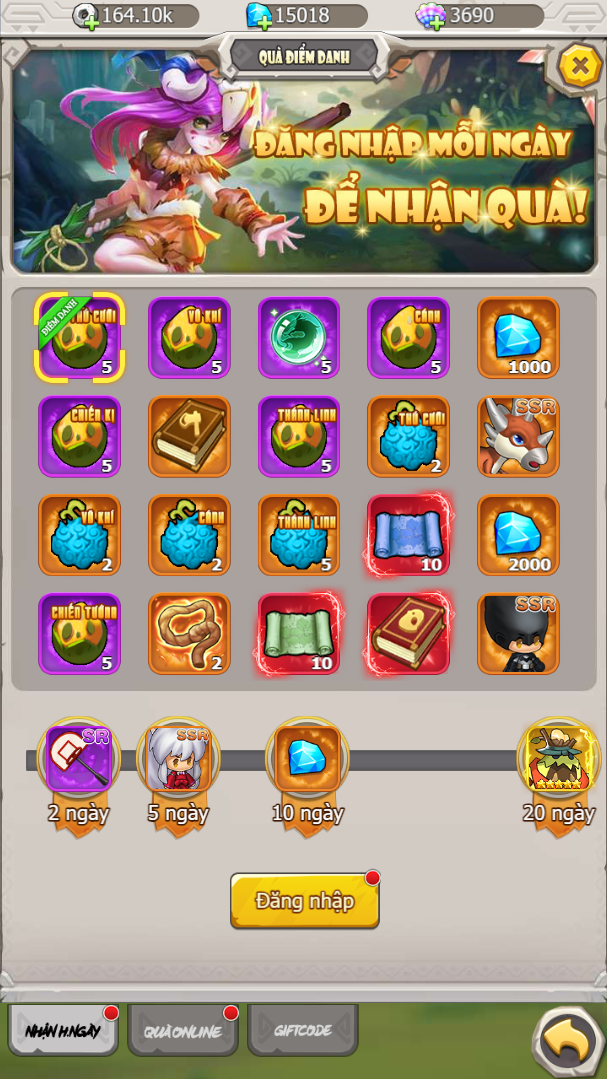 164.10k 15018 3690
QUÀ ĐIỂM DANH
ĐĂNG NHẬP MỖI NGÀY
ĐỂ NHẬN QUÀ!
ĐIỂM DANH THÚ CƯỠI 5
VŨ KHÍ 5
5
CÁNH 5
1000
CHIẾN KỊ 5
THÁNH LINH 5
THÚ CƯỠI 2
SSR
VŨ KHÍ 2
CÁNH 2
THÁNH LINH 5
10
2000
CHIẾN TƯỚNG 5
2
10
SSR
SR SSR
2 ngày 5 ngày 10 ngày 20 ngày
Đăng nhập
NHẬN H.NGÀY QUÀ ONLINE GIFTCODE